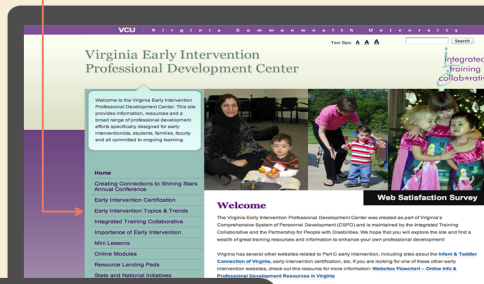 VCU Virginia Commonwealth University
Text Size: A A A
Search
Virginia Early Intervention
Professional Development Center
Integrated
training
collaborati
Welcome to the Virginia Early Intervention
Professional Development Center. This site
provides information, resources and a
broad range of professional development
efforts specifically designed for early
interventionists, students, families, faculty
and all committed to ongoing learning.
Home
Creating Connections to Shining Stars
Annual Conference
Early Intervention Certification
Early Intervention Topics & Trends
Integrated Training Collaborative
Importance of Early Intervention
Mini Lessons
Online Modules
Resource Landing Pads
State and National Initiatives
Web Satisfaction Survey
Welcome
The Virginia Early Intervention Professional Development Center was created as part of Virginia's
Comprehensive System of Personnel Development (CSPD) and is maintained by the Integrated Training
Collaborative and the Partnership for People with Disabilities. We hope that you will explore the site and find a
wealth of great training resources and information to enhance your own professional development!
Virginia has several other websites related to Part C early intervention, including sites about the Infant & Toddler
Connection of Virginia, early intervention certification, etc. If you are looking for one of these other early
intervention websites, check out this resource for more information: Websites Flowchart – Online Info &
Professional Development Resources in Virginia